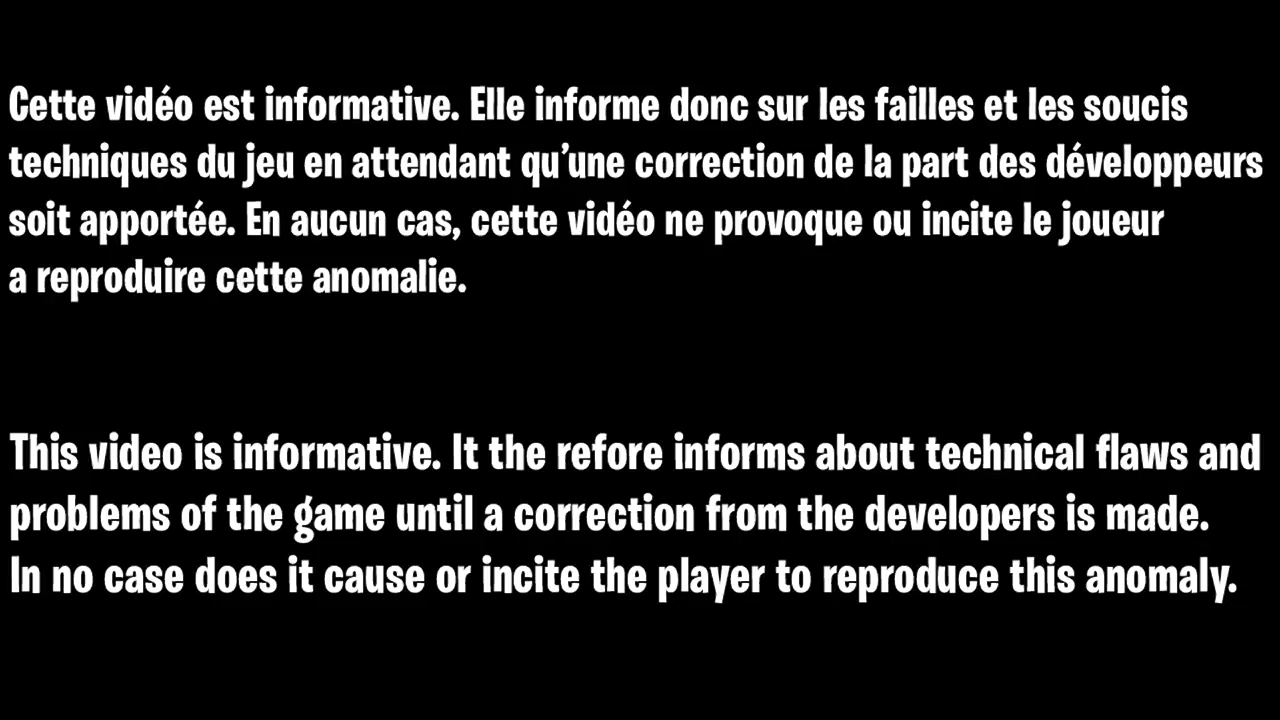 Cette vidéo est informative. Elle informe donc sur les failles et les soucis
techniques du jeu en attendant qu’une correction de la part des développeurs
soit apportée. En aucun cas, cette vidéo ne provoque ou incite le joueur
a reproduire cette anomalie.
This video is informative. It the refore informs about technical flaws and
problems of the game until a correction from the developers is made.
In no case does it cause or incite the player to reproduce this anomaly.